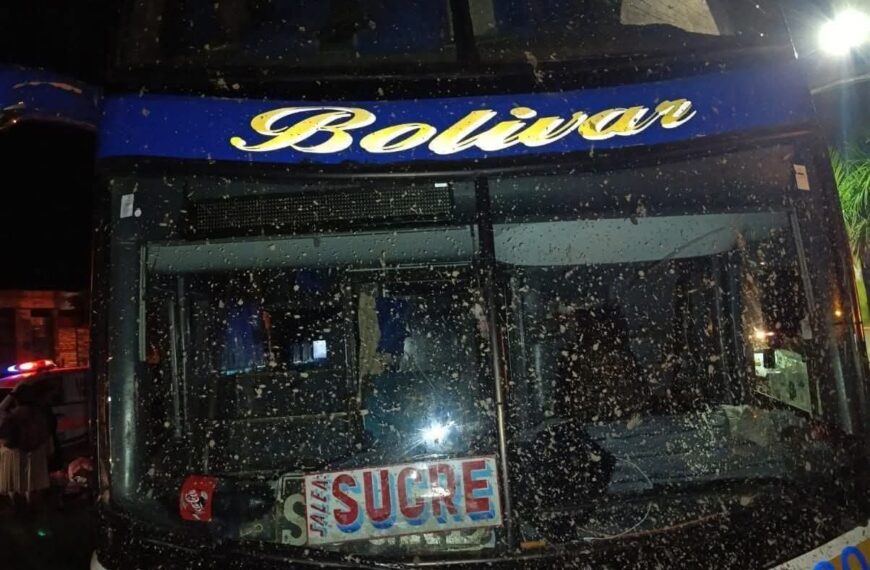 Bolivar
SALE A:
SUCRE
S